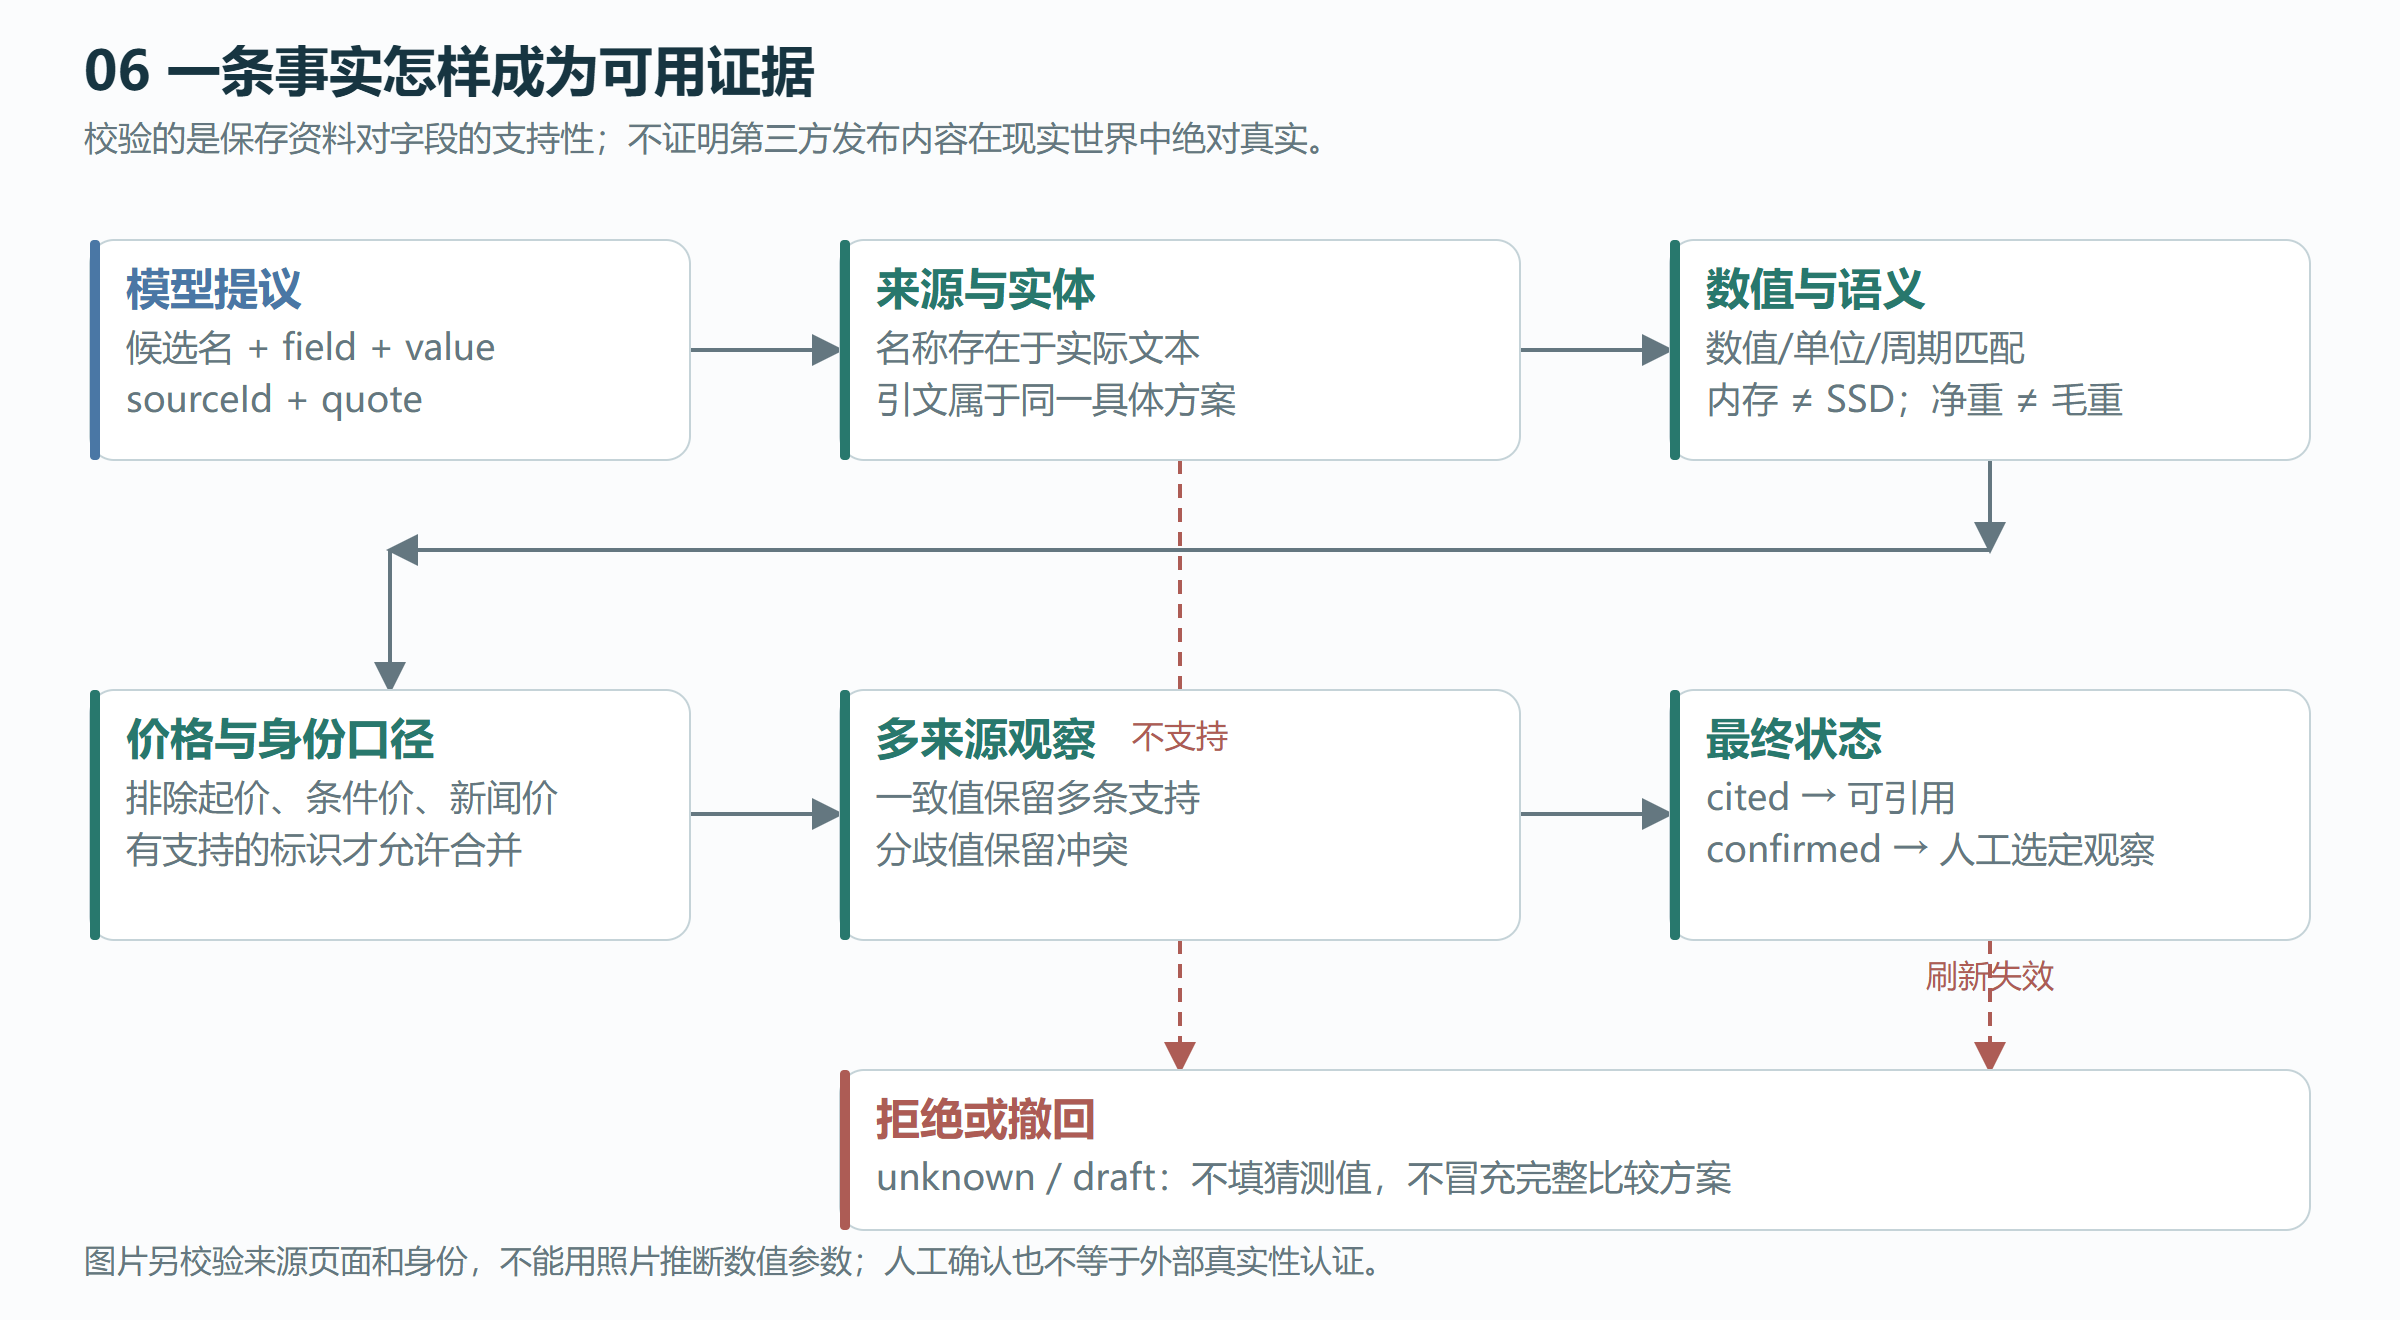 06 一条事实怎样成为可用证据
校验的是保存资料对字段的支持性；不证明第三方发布内容在现实世界中绝对真实。
模型提议
候选名 + field + value
sourceId + quote
来源与实体
名称存在于实际文本
引文属于同一具体方案
数值与语义
数值/单位/周期匹配
内存 ≠ SSD；净重 ≠ 毛重
价格与身份口径
排除起价、条件价、新闻价
有支持的标识才允许合并
多来源观察
不支持
一致值保留多条支持
分歧值保留冲突
最终状态
cited → 可引用
confirmed → 人工选定观察
刷新失效
拒绝或撤回
unknown / draft：不填猜测值，不冒充完整比较方案
图片另校验来源页面和身份，不能用照片推断数值参数；人工确认也不等于外部真实性认证。